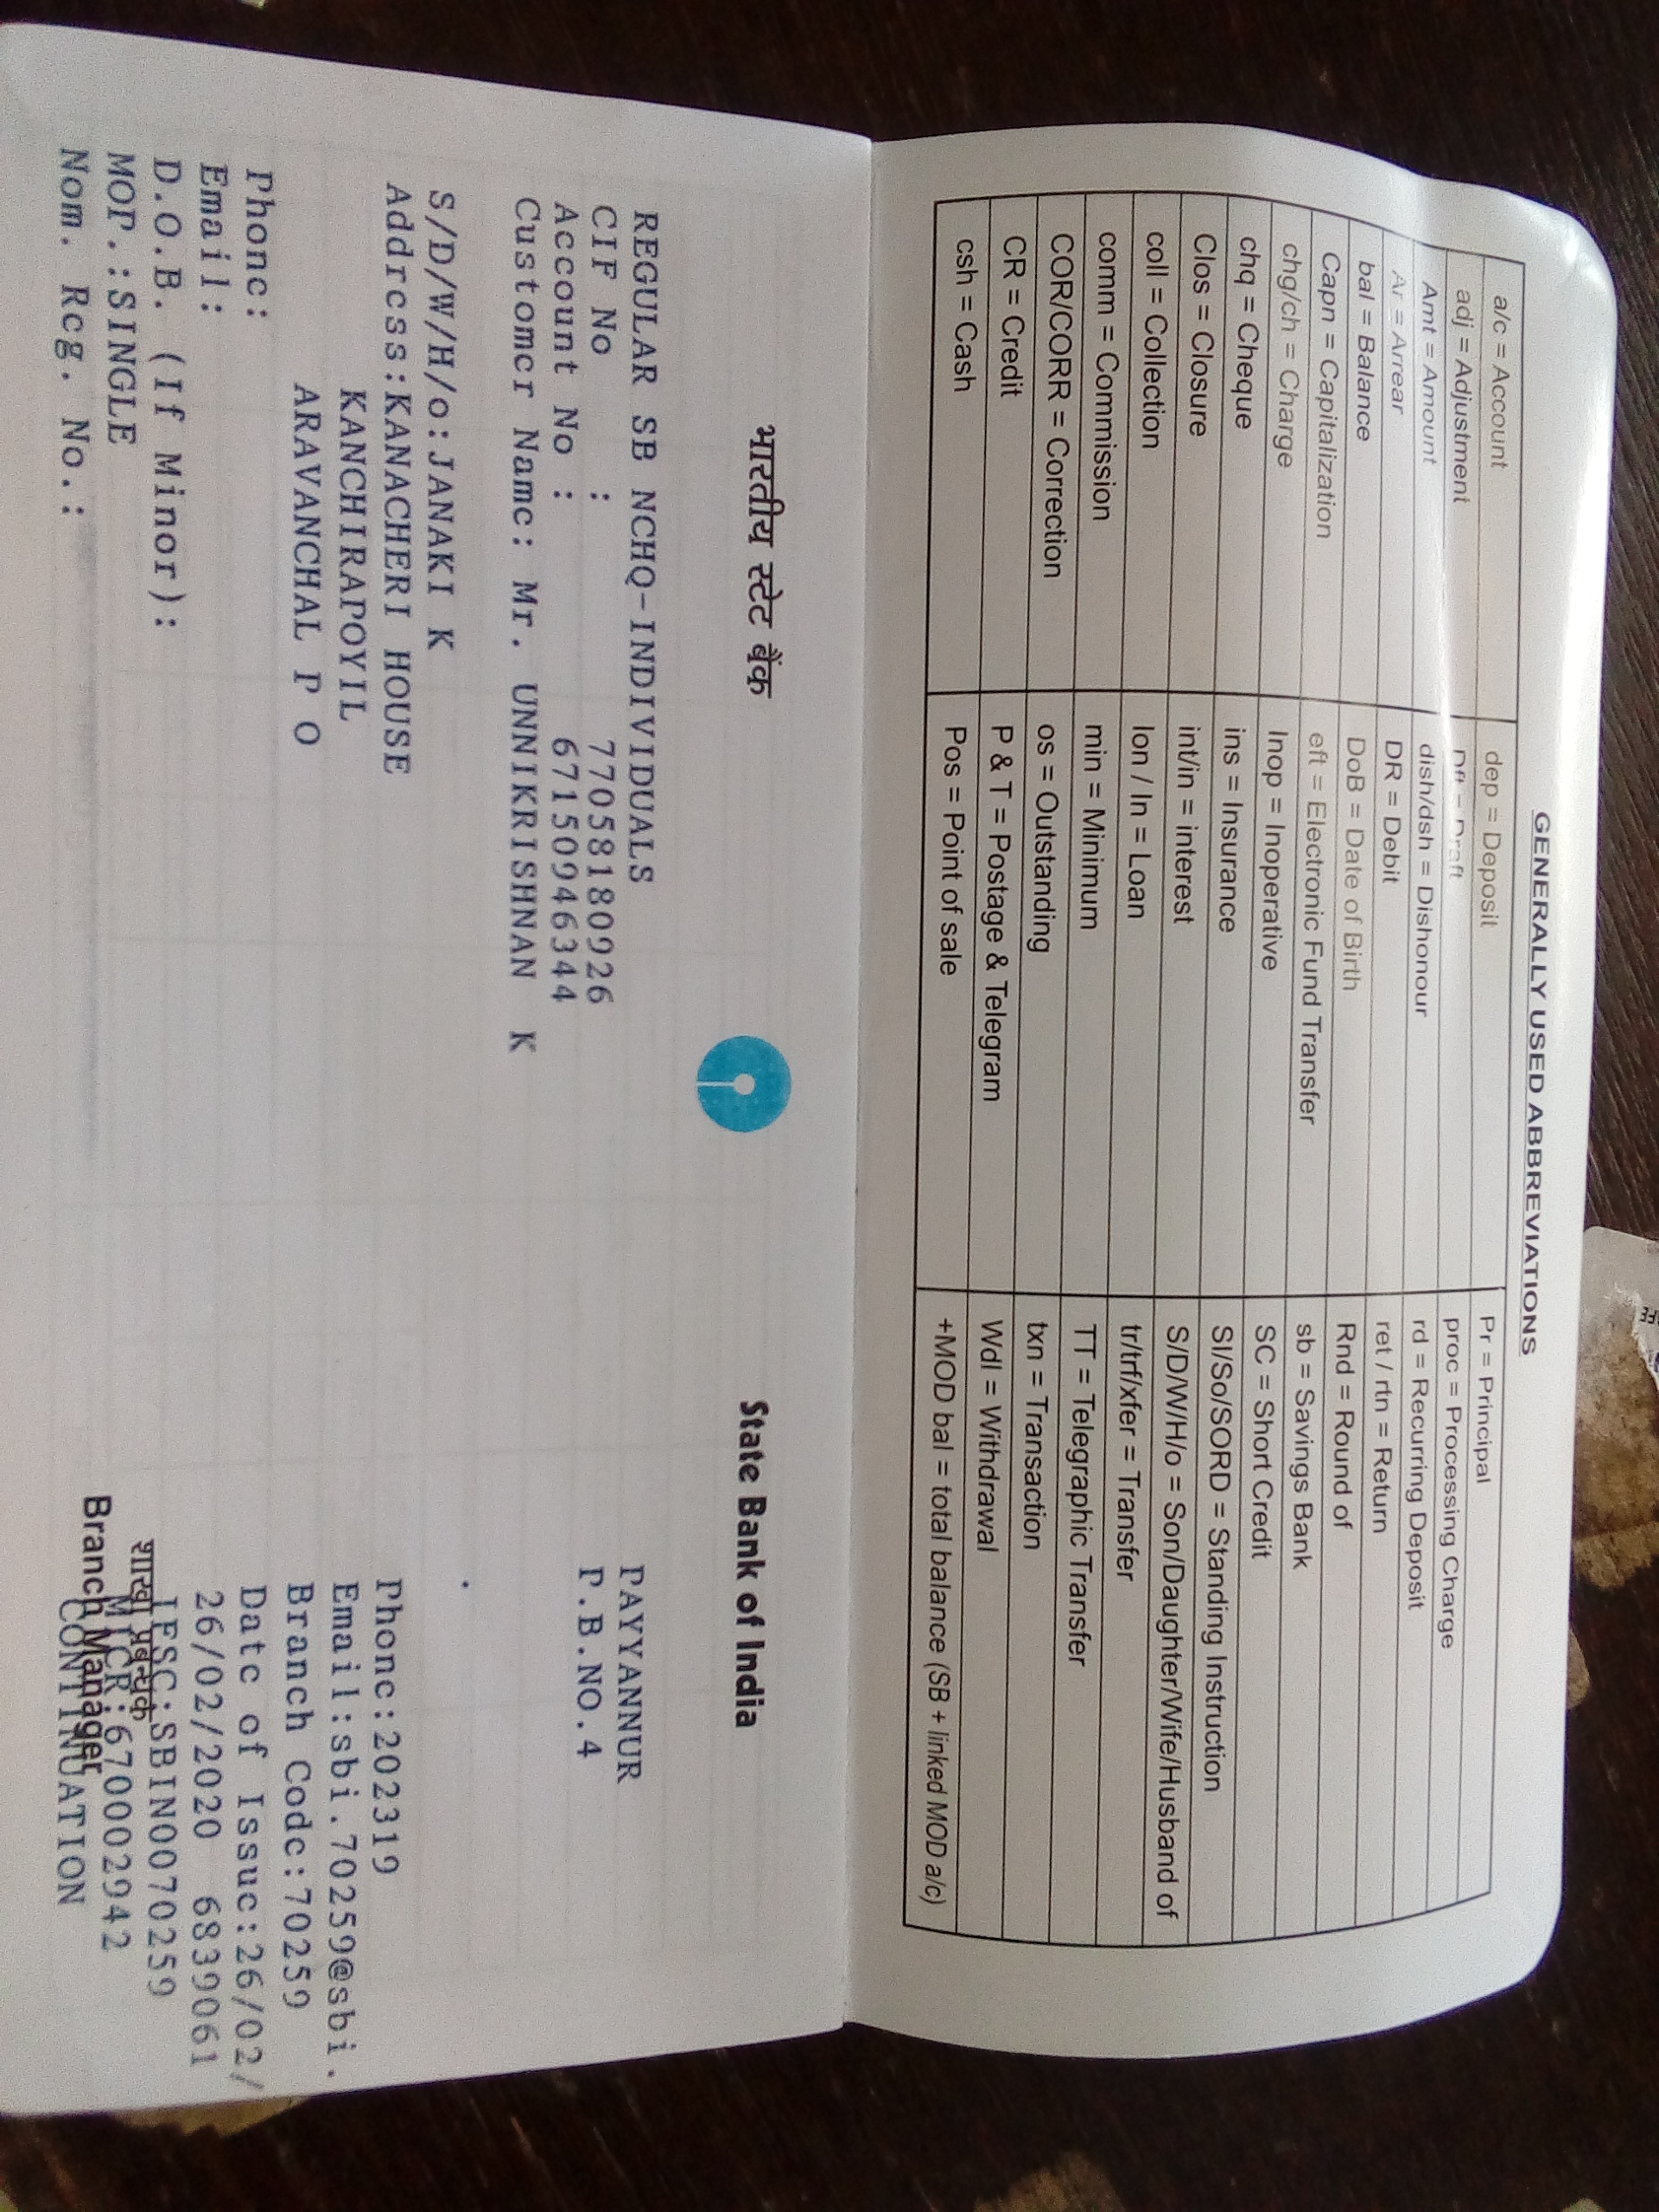 GENERALLY USED ABBREVIATIONS
a/c = Account dep = Deposit Pr = Principal
adj = Adjustment Dft = Draft proc = Processing Charge
Amt = Amount dish/dsh = Dishonour rd = Recurring Deposit
Ar = Arrear DR = Debit ret / rtn = Return
bal = Balance DoB = Date of Birth Rnd = Round of
Capn = Capitalization eft = Electronic Fund Transfer sb = Savings Bank
chg/ch = Charge Inop = Inoperative SC = Short Credit
chq = Cheque ins = Insurance SI/So/SORD = Standing Instruction
Clos = Closure int/in = interest S/D/W/H/o = Son/Daughter/Wife/Husband of
coll = Collection lon / ln = Loan tr/trf/xfer = Transfer
comm = Commission min = Minimum TT = Telegraphic Transfer
COR/CORR = Correction os = Outstanding txn = Transaction
CR = Credit P & T = Postage & Telegram Wdl = Withdrawal
csh = Cash Pos = Point of sale +MOD bal = total balance (SB + linked MOD a/c)
भारतीय स्टेट बैंक State Bank of India
REGULAR SB NCHQ-INDIVIDUALS PAYYANNUR
CIF No : 77058180926 P.B.NO.4
Account No : 67150946344
Customer Name: Mr. UNNIKRISHNAN K
S/D/W/H/o:JANAKI K Phone:202319
Address:KANACHERI HOUSE Email:sbi.70259@sbi.
KANCHIRAPOYIL Branch Code:70259
ARAVANCHAL P O Date of Issue:26/02/
Phone: 26/02/2020 6839061
Email: IFSC:SBIN0070259
D.O.B. (If Minor): शाखा प्रबन्धक
MOP.:SINGLE MICR:670002942
Branch Manager
Nom. Reg. No.: CONTINUATION